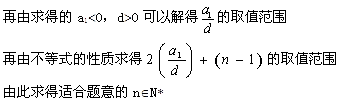 再由求得的 a₁<0，d>0 可以解得 a₁/d 的取值范围
再由不等式的性质求得 2(a₁/d)+(n－1) 的取值范围
由此求得适合题意的 n∈N*